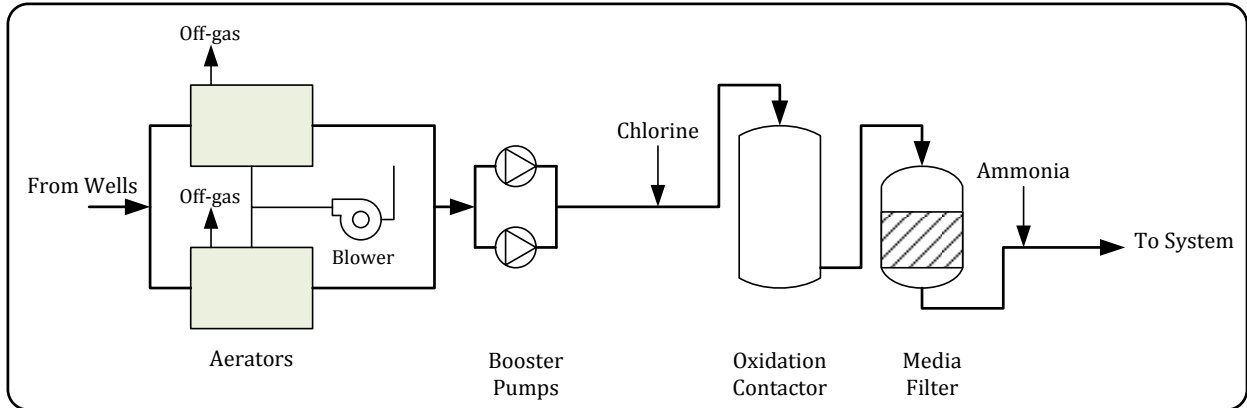 Off-gas
Chlorine
Ammonia
From Wells
Off-gas
To System
Blower
Aerators
Booster
Pumps
Oxidation
Contactor
Media
Filter